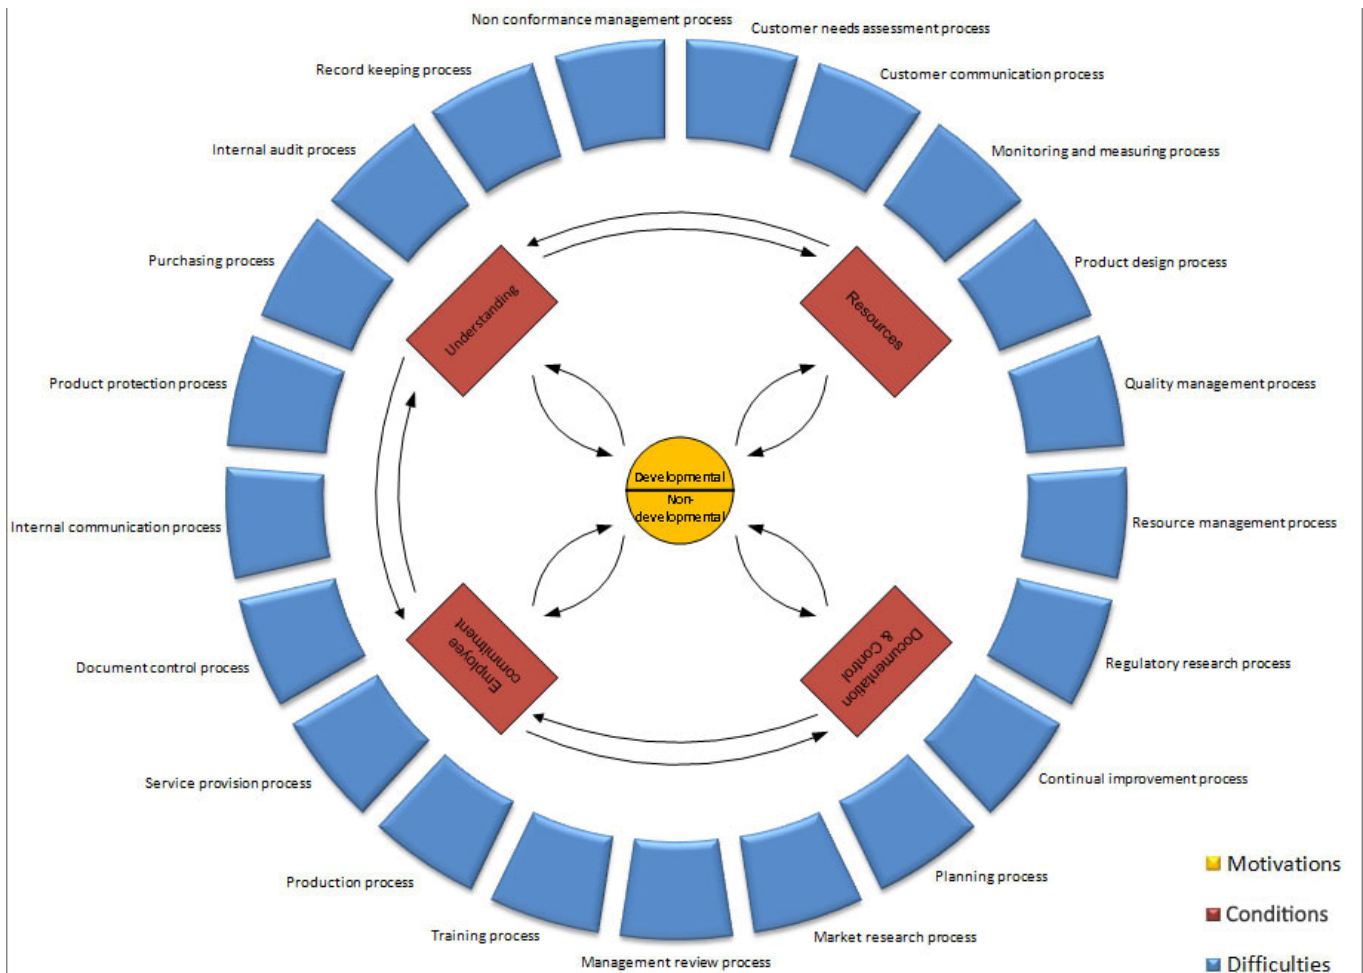 Non conformance management process
Customer needs assessment process
Record keeping process
Customer communication process
Internal audit process
Monitoring and measuring process
Purchasing process
Product design process
Understanding
Resources
Product protection process
Quality management process
Developmental
Non-
developmental
Internal communication process
Resource management process
Employee
commitment
Documentation
& Control
Document control process
Regulatory research process
Service provision process
Continual improvement process
Production process
Planning process
Training process
Market research process
Management review process
Motivations
Conditions
Difficulties